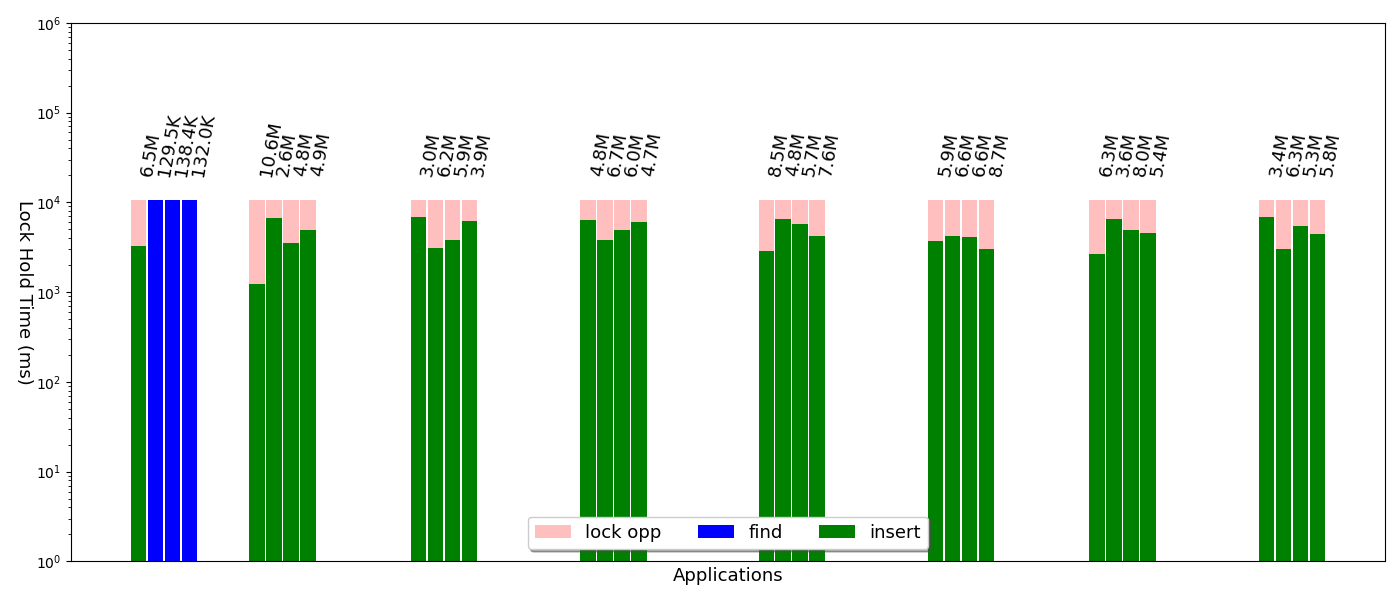 10^6
10^5
10^4
10^3
10^2
10^1
10^0
Lock Hold Time (ms)
6.5M
129.5K
138.4K
132.0K
10.6M
2.6M
4.8M
4.9M
3.0M
6.2M
5.9M
3.9M
4.8M
6.7M
6.0M
4.7M
8.5M
4.8M
5.7M
7.6M
5.9M
6.6M
6.6M
8.7M
6.3M
3.6M
8.0M
5.4M
3.4M
6.3M
5.3M
5.8M
lock opp find insert
Applications